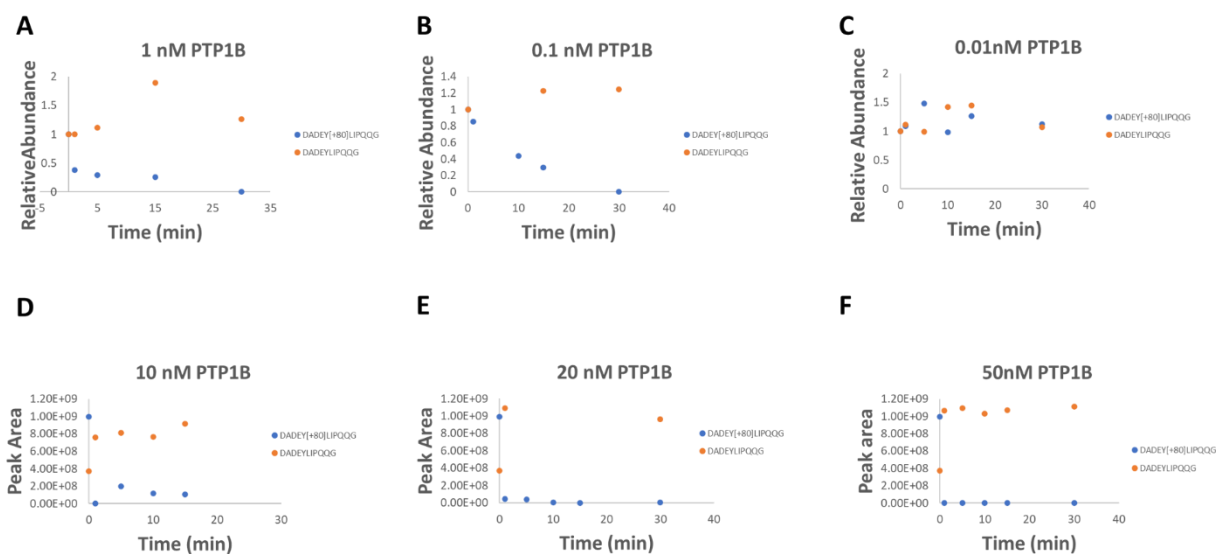 A
1 nM PTP1B
RelativeAbundance
2
1.5
1
0.5
0
-5
5
15
25
35
Time (min)
DADEY[+80]LIPQQG
DADEYLIPQQG
B
0.1 nM PTP1B
Relative Abundance
1.4
1.2
1
0.8
0.6
0.4
0.2
0
0
10
20
30
40
Time (min)
DADEY[+80]LIPQQG
DADEYLIPQQG
C
0.01nM PTP1B
Relative Abundance
2
1.5
1
0.5
0
0
10
20
30
40
Time (min)
DADEY[+80]LIPQQG
DADEYLIPQQG
D
10 nM PTP1B
Peak Area
1.20E+09
1.00E+09
8.00E+08
6.00E+08
4.00E+08
2.00E+08
0.00E+00
0
10
20
30
Time (min)
DADEY[+80]LIPQQG
DADEYLIPQQG
E
20 nM PTP1B
Peak Area
1.20E+09
1.00E+09
8.00E+08
6.00E+08
4.00E+08
2.00E+08
0.00E+00
0
10
20
30
40
Time (min)
DADEY[+80]LIPQQG
DADEYLIPQQG
F
50nM PTP1B
Peak area
1.20E+09
1.00E+09
8.00E+08
6.00E+08
4.00E+08
2.00E+08
0.00E+00
0
10
20
30
40
Time (min)
DADEY[+80]LIPQQG
DADEYLIPQQG